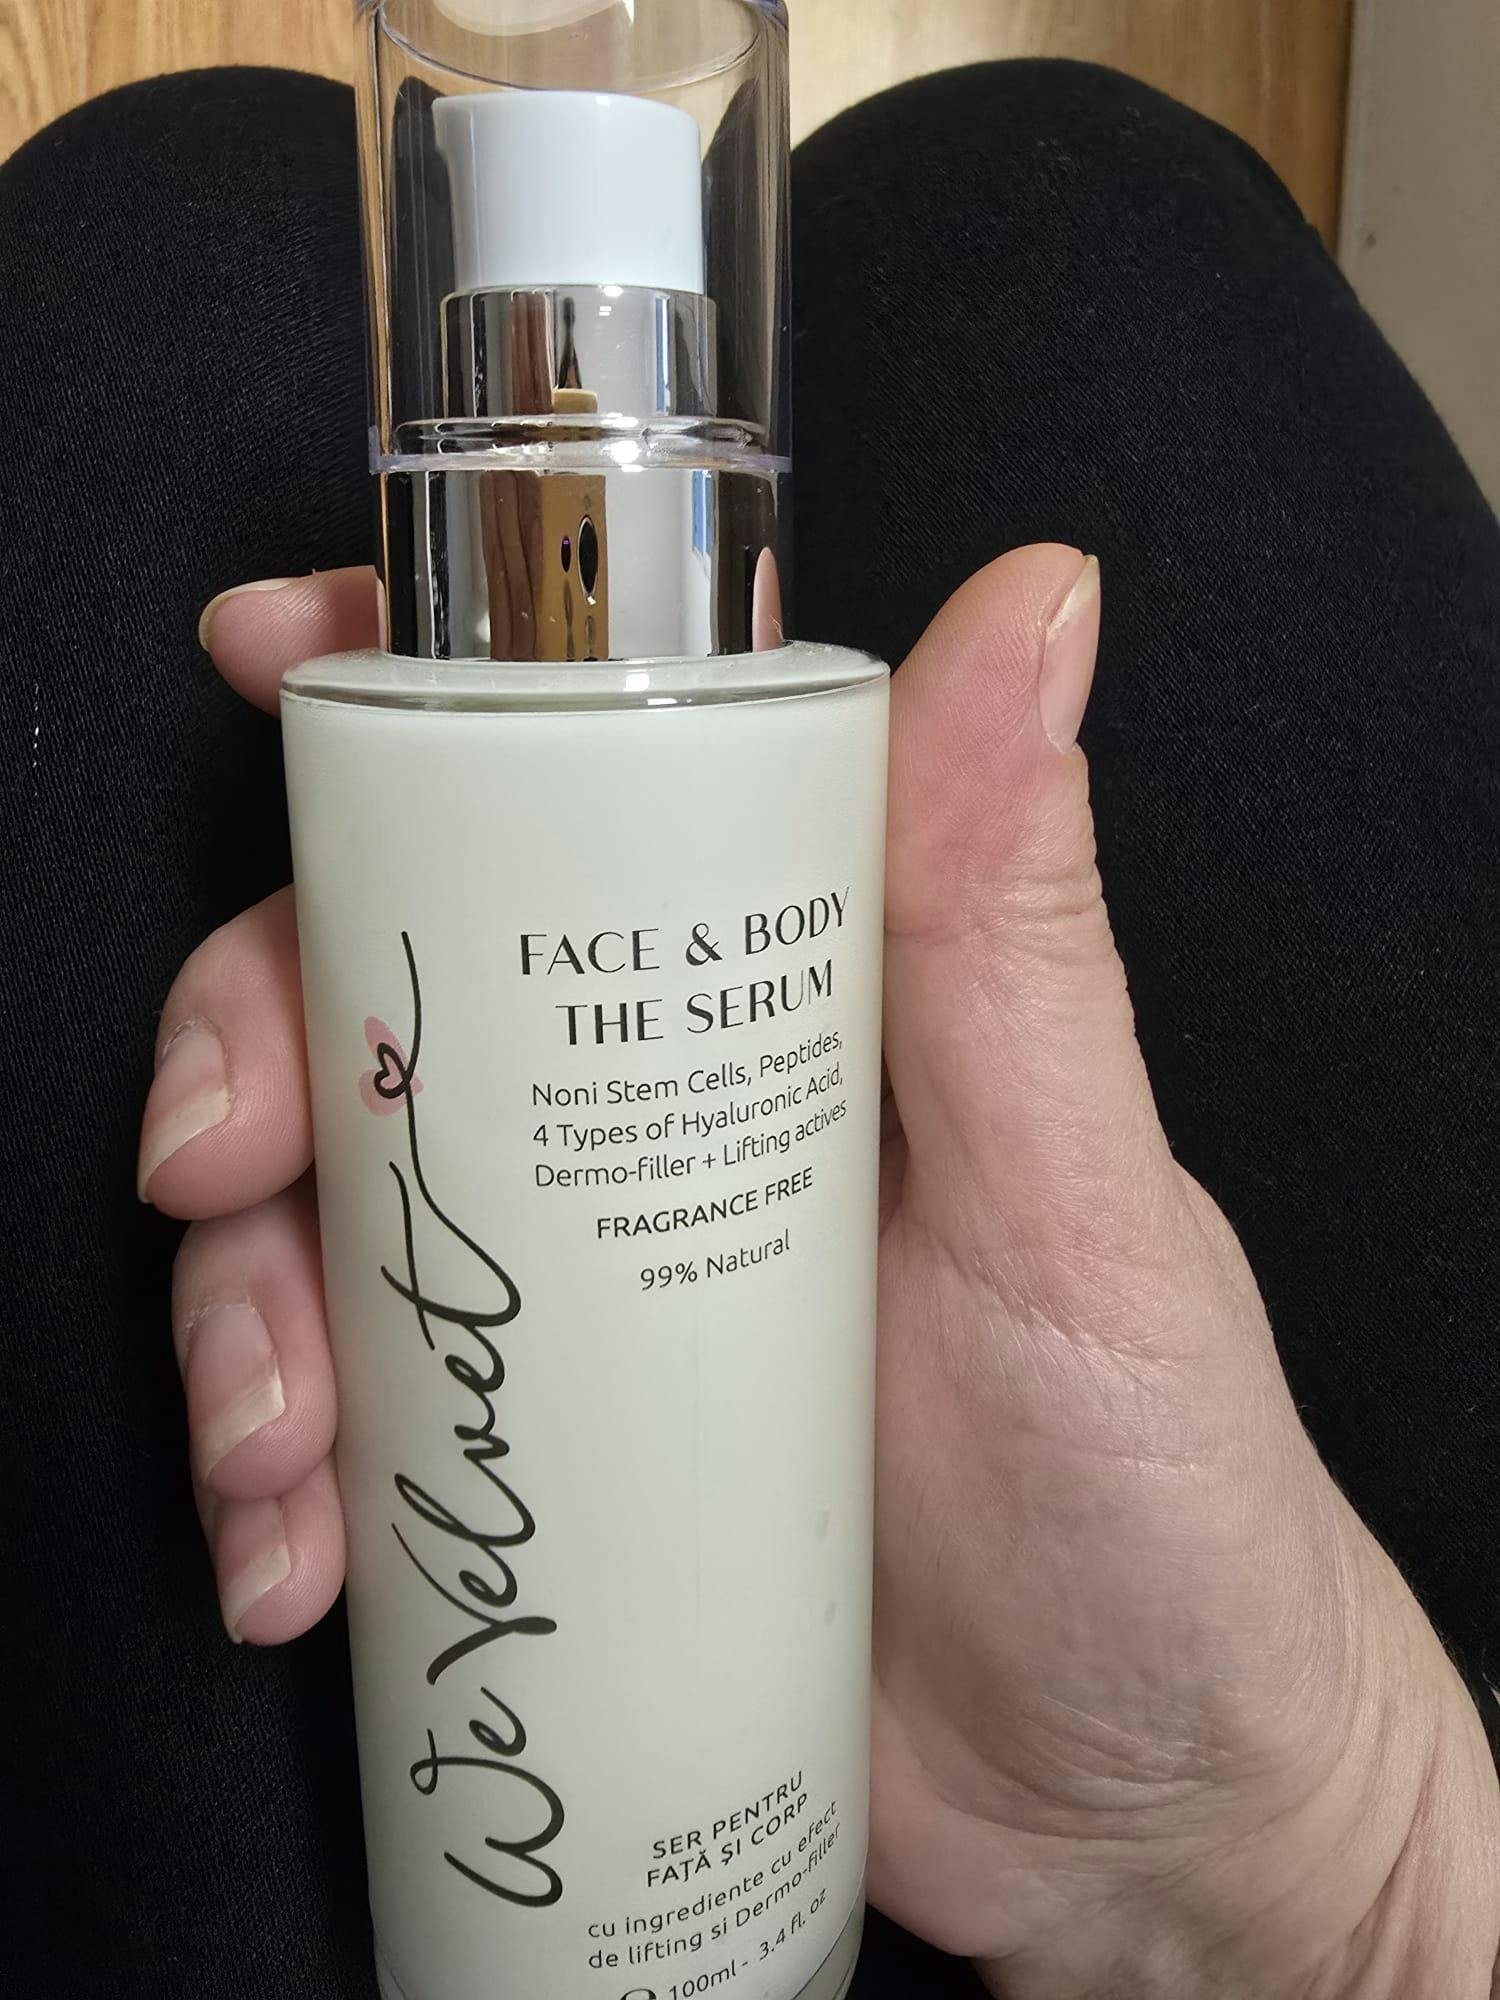 We Velvet
FACE & BODY
THE SERUM
Noni Stem Cells, Peptides,
4 Types of Hyaluronic Acid,
Dermo-filler + Lifting actives
FRAGRANCE FREE
99% Natural
SER PENTRU
FAȚĂ ȘI CORP
cu ingrediente cu efect
de lifting si Dermo-filler
100ml - 3.4 fl. oz